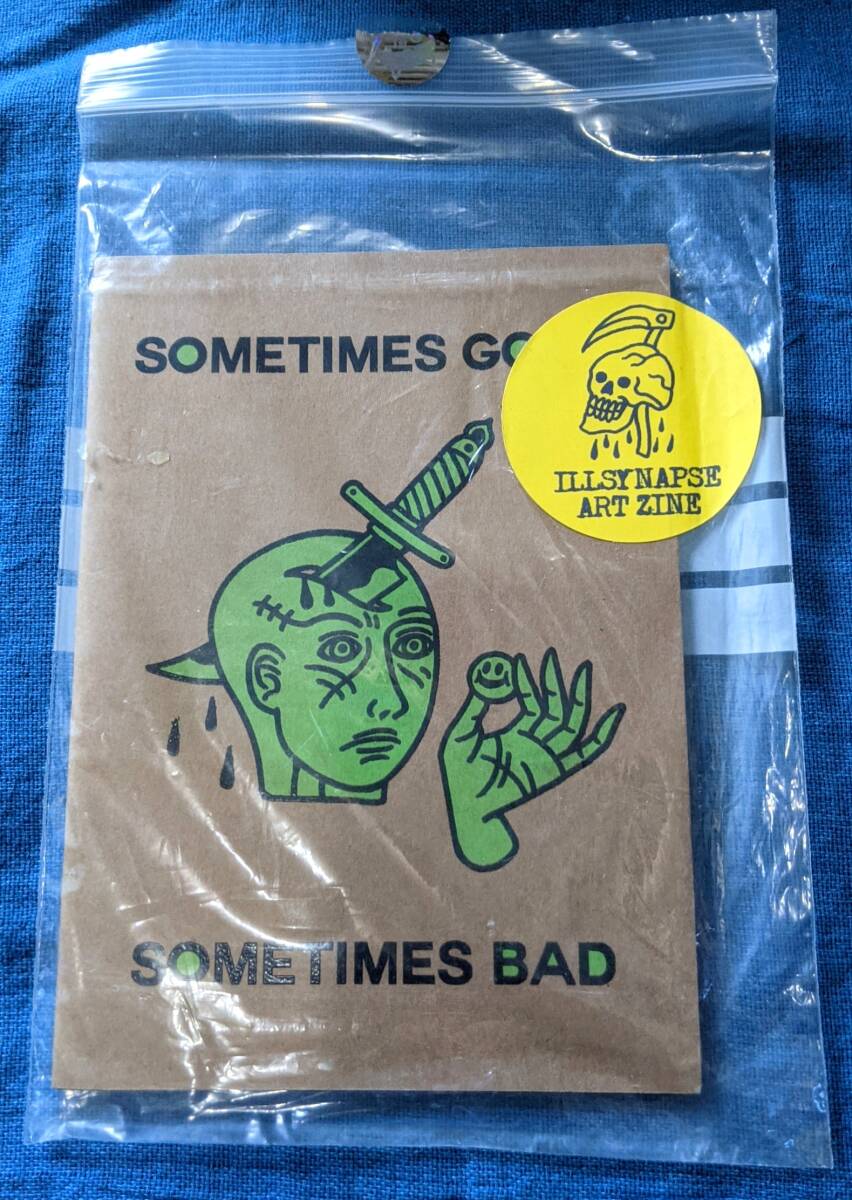 SOMETIMES GO
ILLSYNAPSE
ART ZINE
SOMETIMES BAD